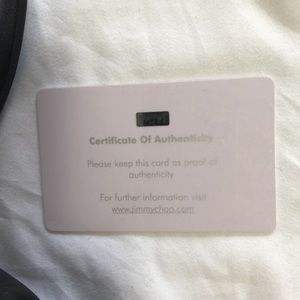 Certificate Of Authenticity
Please keep this card as proof of
authenticity
For further information visit
www.jimmychoo.com